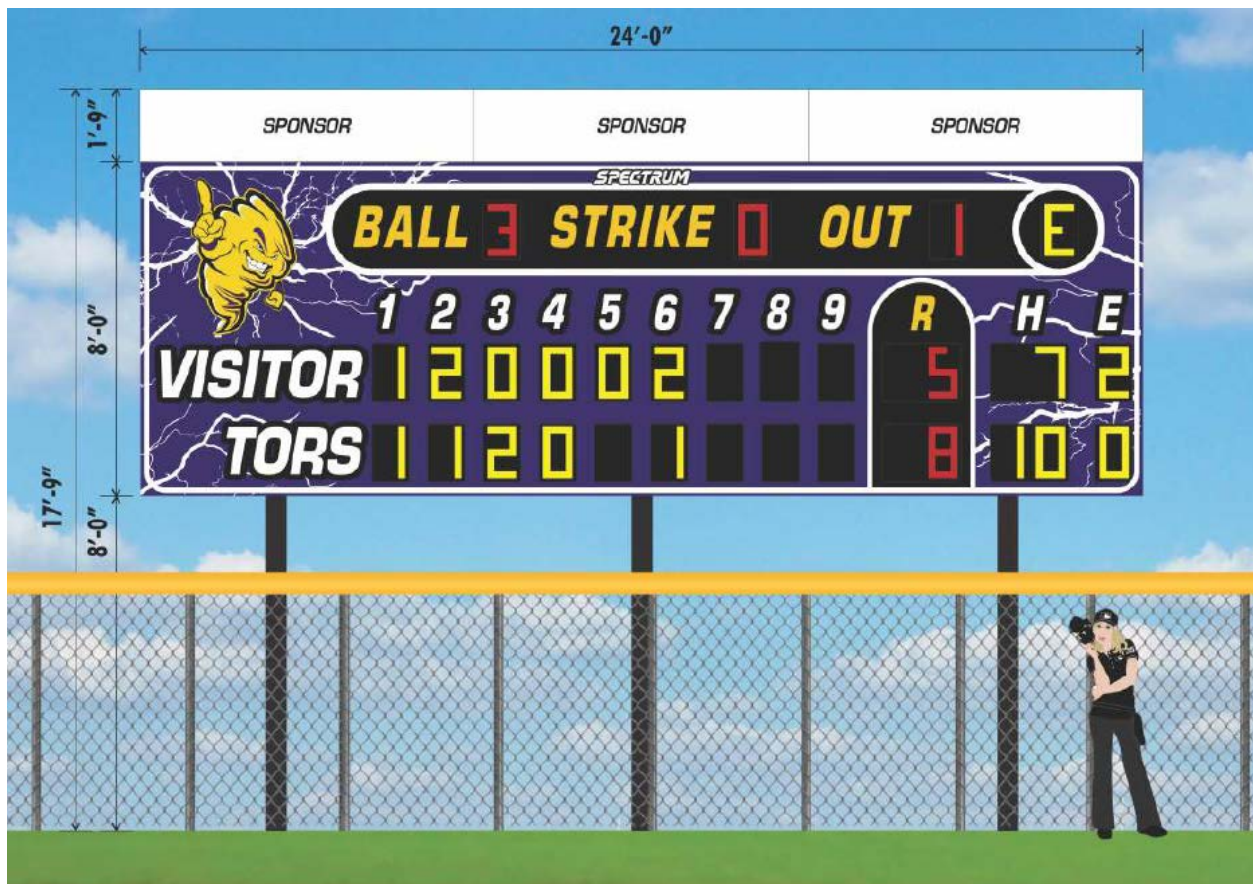 24'-0"
1'-9"
SPONSOR SPONSOR SPONSOR
SPECTRUM
BALL 3 STRIKE 0 OUT 1 E
8'-0"
1 2 3 4 5 6 7 8 9 R H E
VISITOR 1 2 0 0 0 2 5 7 2
TORS 1 1 2 0 1 8 10 0
17'-9"
8'-0"